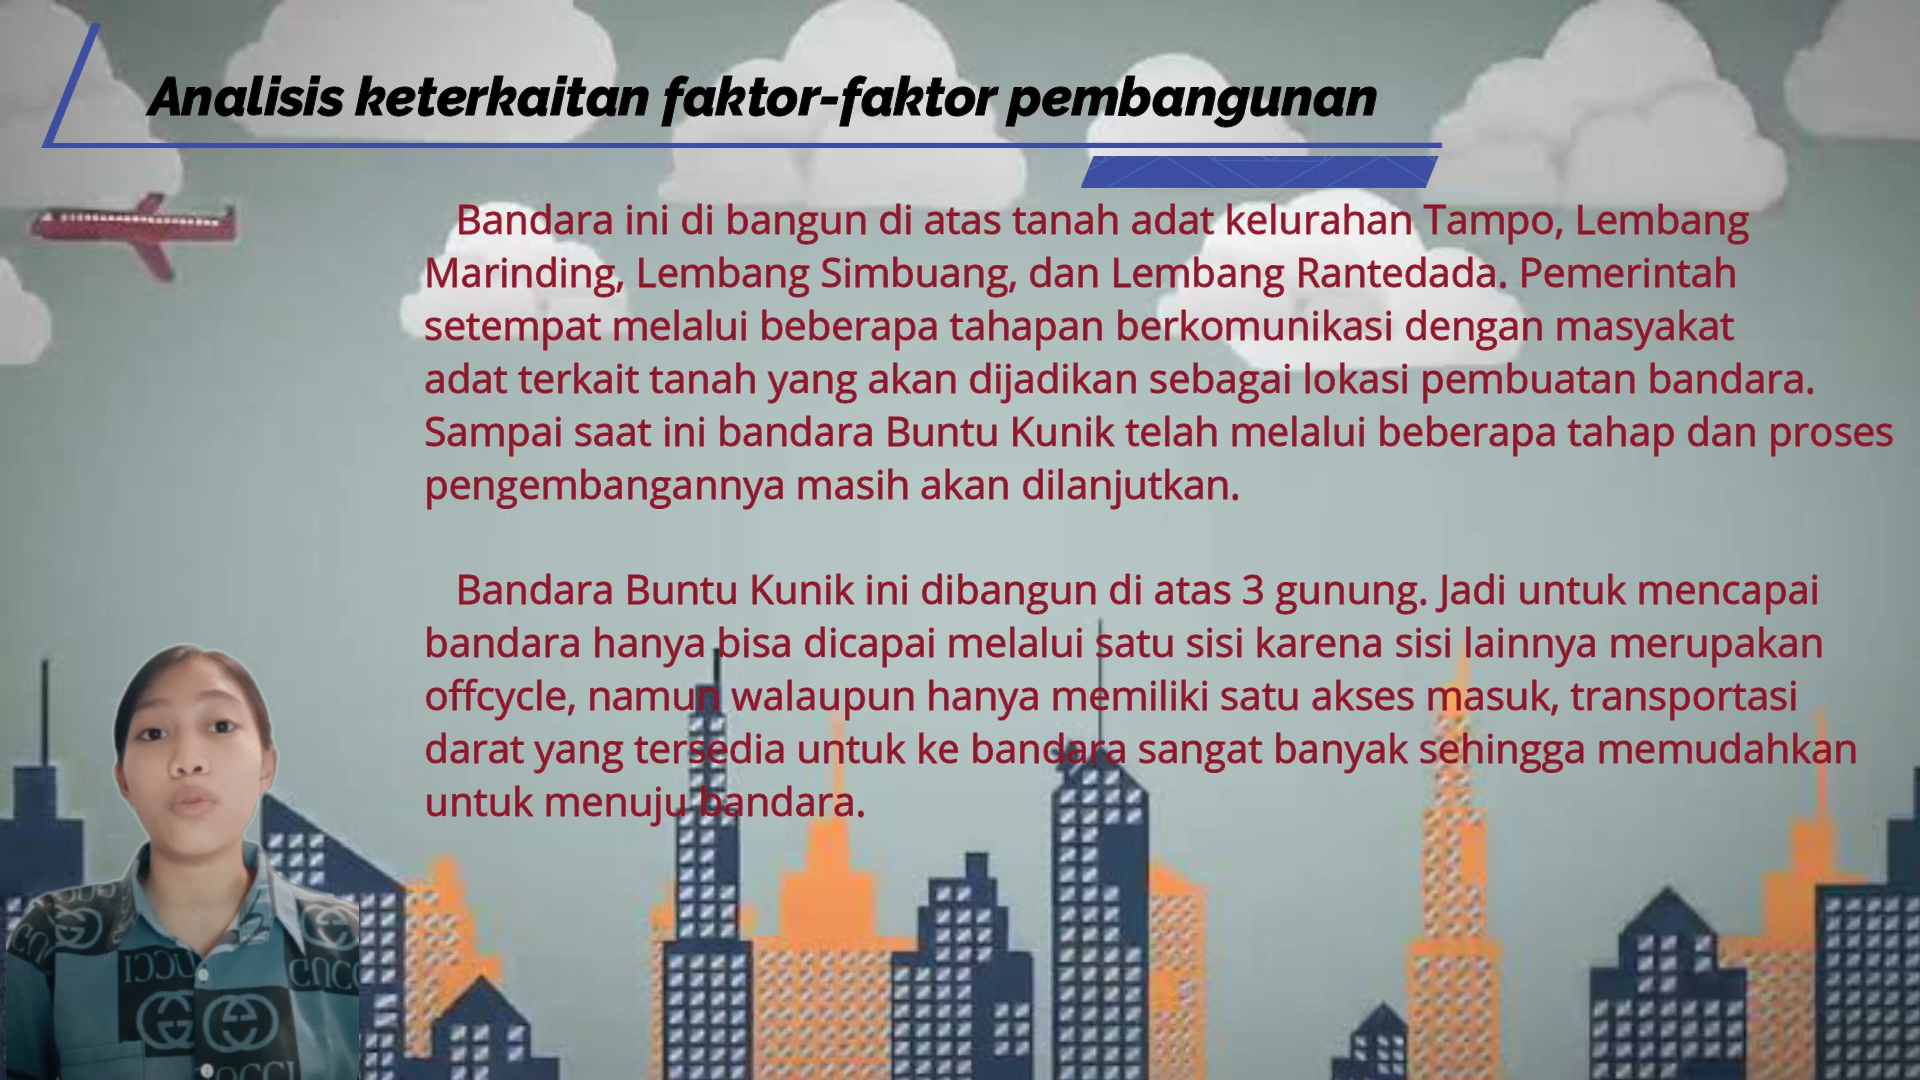 Analisis keterkaitan faktor-faktor pembangunan
Bandara ini di bangun di atas tanah adat kelurahan Tampo, Lembang
Marinding, Lembang Simbuang, dan Lembang Rantedada. Pemerintah
setempat melalui beberapa tahapan berkomunikasi dengan masyakat
adat terkait tanah yang akan dijadikan sebagai lokasi pembuatan bandara.
Sampai saat ini bandara Buntu Kunik telah melalui beberapa tahap dan proses
pengembangannya masih akan dilanjutkan.
Bandara Buntu Kunik ini dibangun di atas 3 gunung. Jadi untuk mencapai
bandara hanya bisa dicapai melalui satu sisi karena sisi lainnya merupakan
offcycle, namun walaupun hanya memiliki satu akses masuk, transportasi
darat yang tersedia untuk ke bandara sangat banyak sehingga memudahkan
untuk menuju bandara.